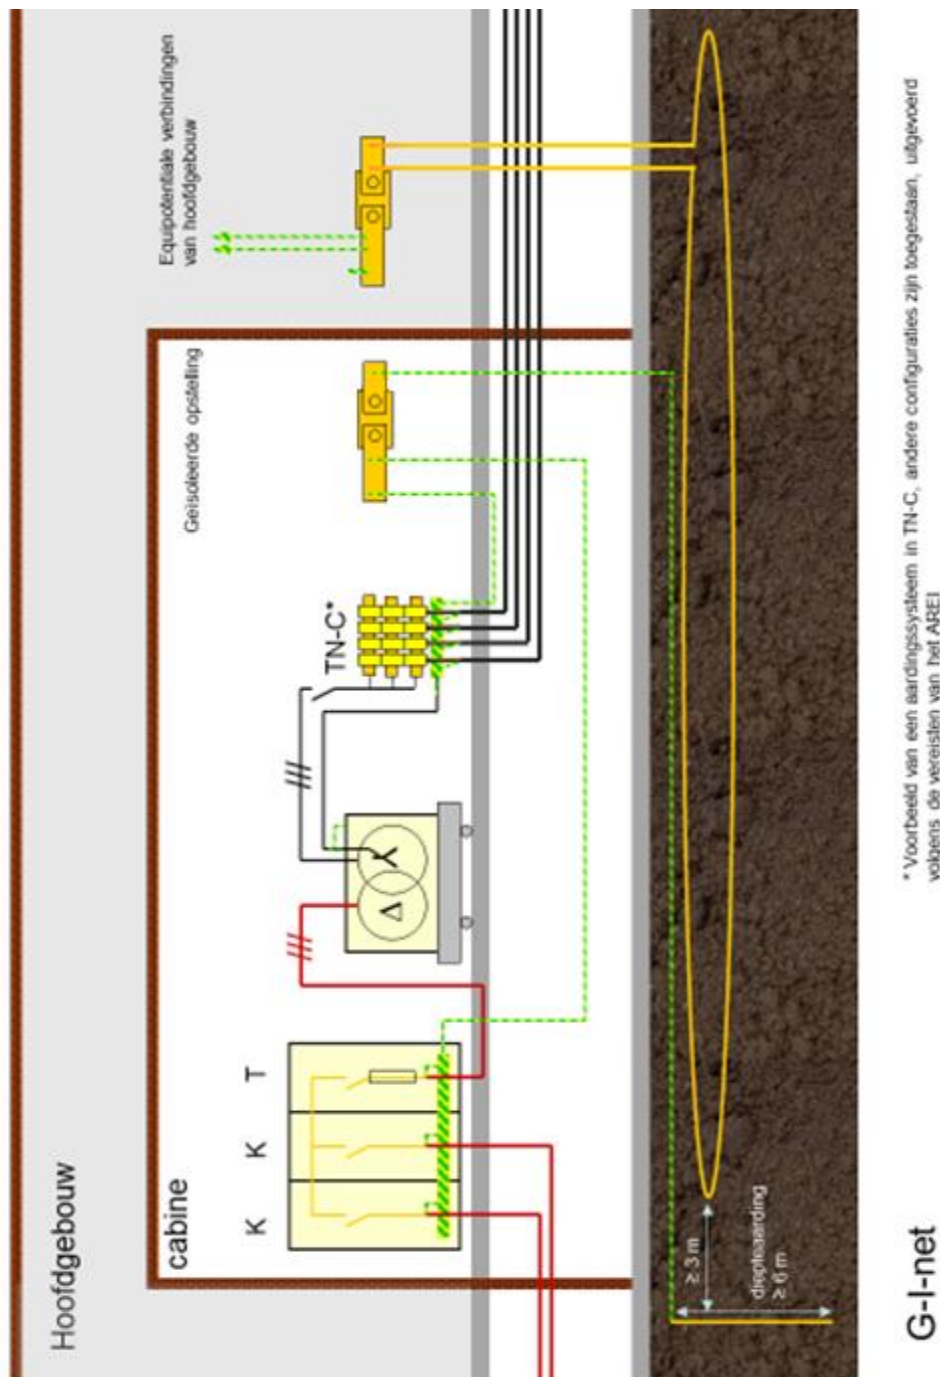 Hoofdgebouw
Equipotentiale verbindingen
van hoofdgebouw
cabine
Geïsoleerde opstelling
K
K
T
TN-C*
≥ 3 m
diepteaarding
≥ 6 m
G-I-net
* Voorbeeld van een aardingssysteem in TN-C, andere configuraties zijn toegestaan, uitgevoerd
volgens de vereisten van het AREI